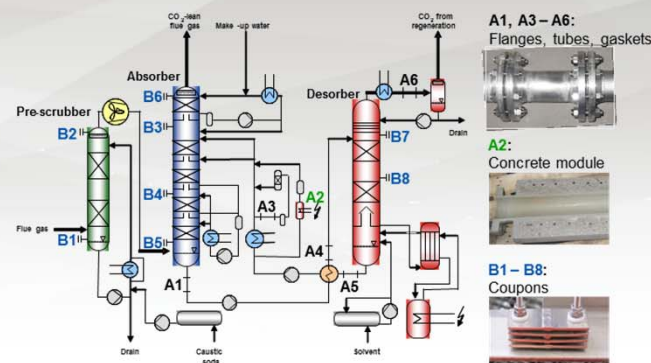 CO2-lean
flue gas
Make -up water
CO2 from
regeneration
A1, A3 – A6:
Flanges, tubes, gaskets
Absorber
Desorber
A6
Pre-scrubber
B6
B2
B3
Drain
B7
A2:
Concrete module
B4
A2
B8
A3
Flue gas
B1
B5
A4
A1
A5
B1 – B8:
Coupons
Drain
Caustic
soda
Solvent